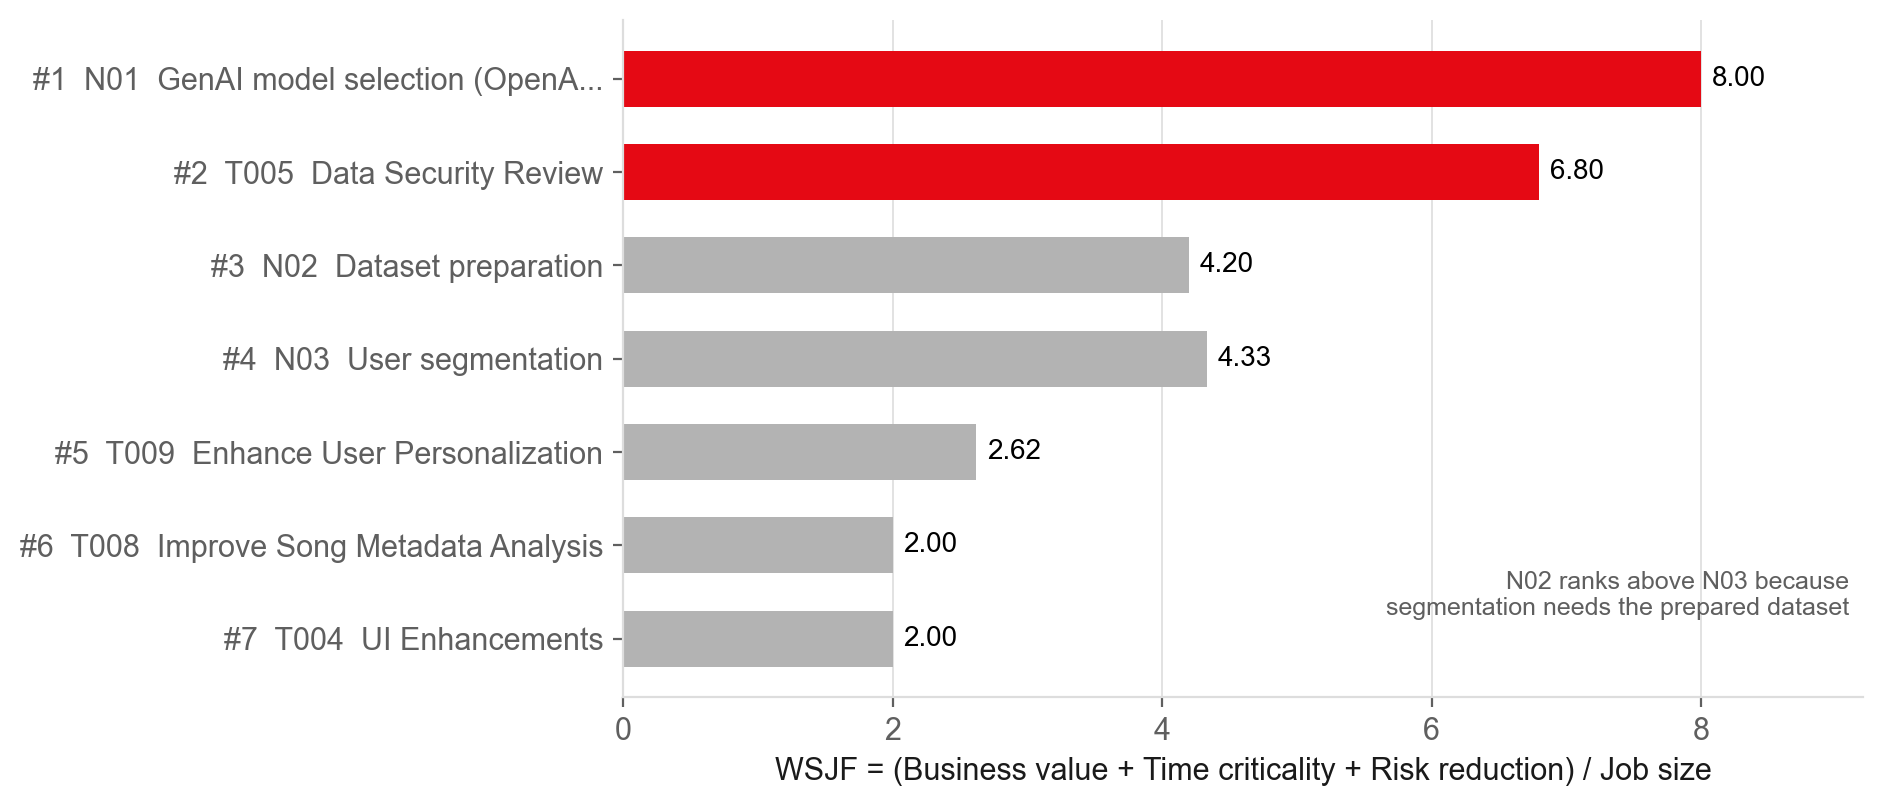 #1 N01 GenAI model selection (OpenA...
8.00
#2 T005 Data Security Review
6.80
#3 N02 Dataset preparation
4.20
#4 N03 User segmentation
4.33
#5 T009 Enhance User Personalization
2.62
#6 T008 Improve Song Metadata Analysis
2.00
N02 ranks above N03 because
segmentation needs the prepared dataset
#7 T004 UI Enhancements
2.00
0 2 4 6 8
WSJF = (Business value + Time criticality + Risk reduction) / Job size